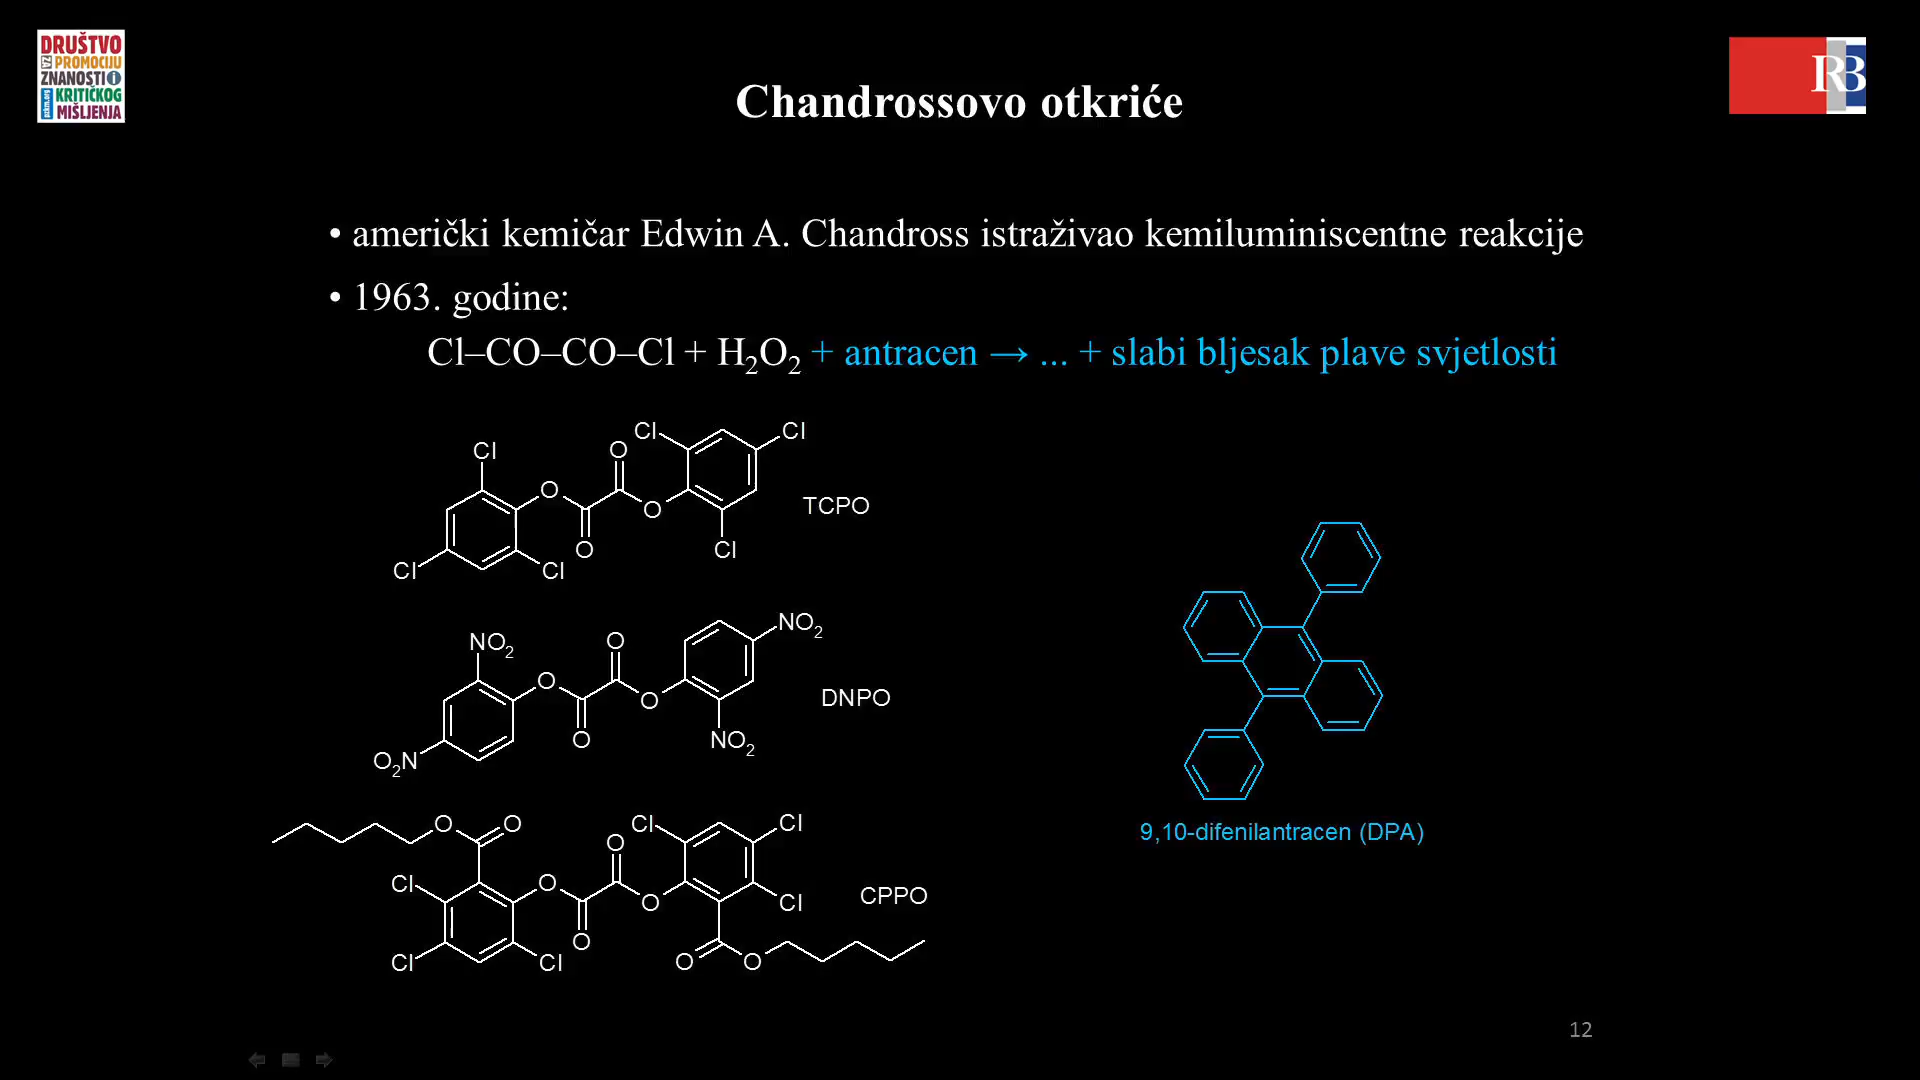 DRUŠTVO
ZA PROMOCIJU
ZNANOSTI i
KRITIČKOG
MIŠLJENJA
IRB
Chandrossovo otkriće
• američki kemičar Edwin A. Chandross istraživao kemiluminiscentne reakcije
• 1963. godine:
Cl–CO–CO–Cl + H2O2 + antracen → ... + slabi bljesak plave svjetlosti
Cl
Cl
Cl
O
O
O
O
Cl
Cl
Cl
TCPO
NO2
NO2
O
O
O
O
O2N
NO2
DNPO
O
O
Cl
Cl
O
Cl
O
O
O
Cl
Cl
Cl
O
O
O
CPPO
9,10-difenilantracen (DPA)
12